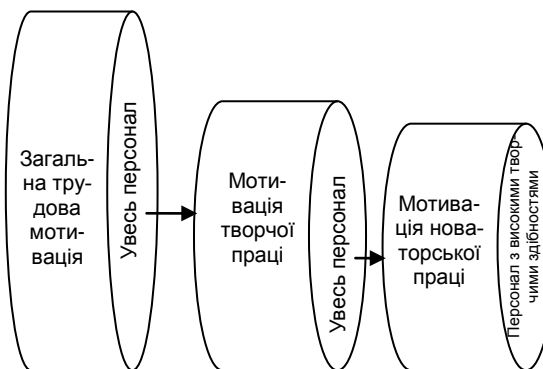 Загаль-
на тру-
дова
моти-
вація
Увесь персонал
Моти-
вація
творчої
праці
Увесь персонал
Мотива-
ція нова-
торської
праці
Персонал з високими твор-
чими здібностями